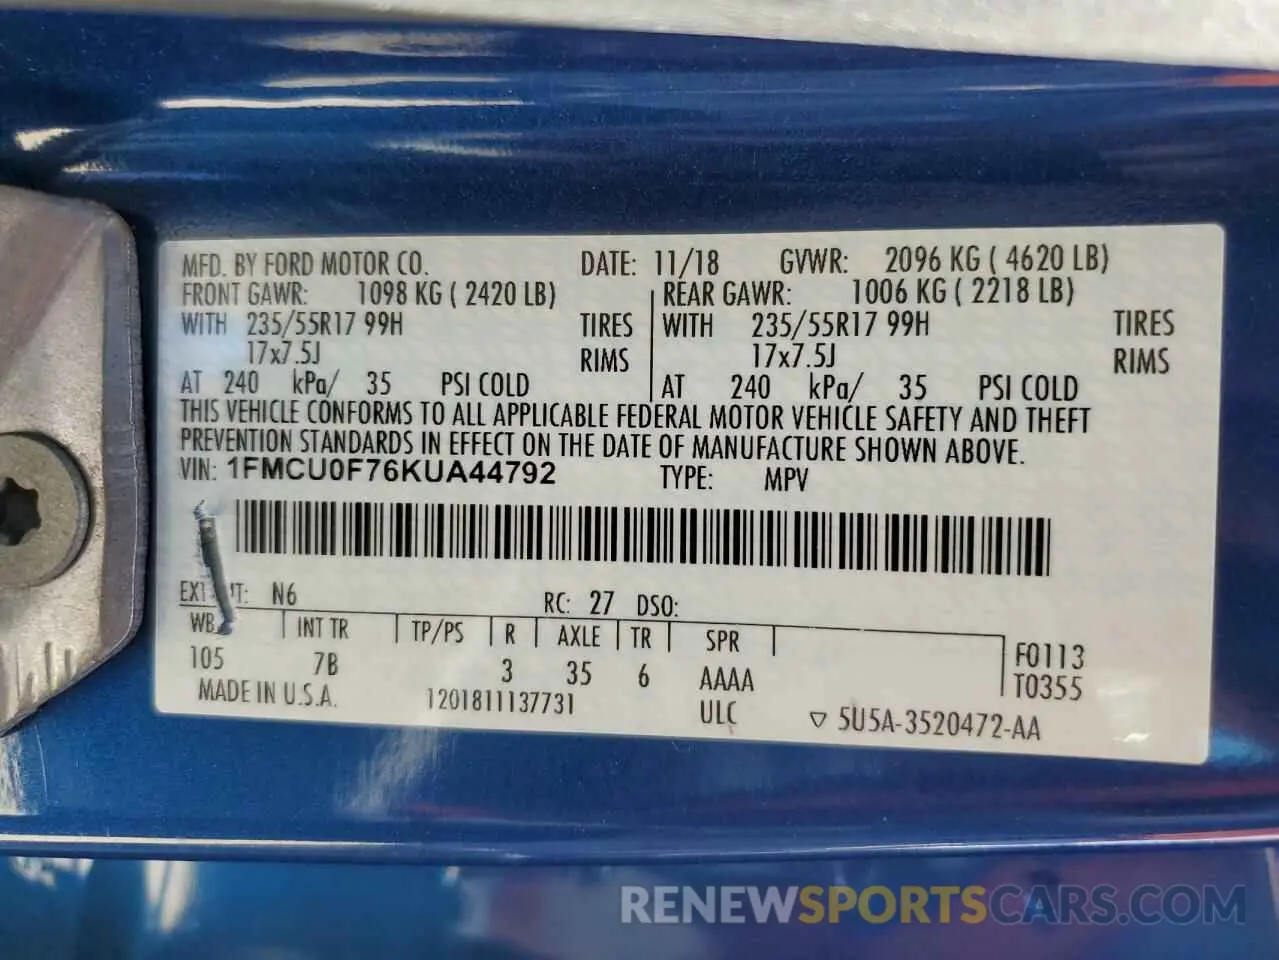 MFD. BY FORD MOTOR CO. DATE: 11/18 GVWR: 2096 KG ( 4620 LB)
FRONT GAWR: 1098 KG ( 2420 LB) REAR GAWR: 1006 KG ( 2218 LB)
WITH 235/55R17 99H TIRES WITH 235/55R17 99H TIRES
17x7.5J RIMS 17x7.5J RIMS
AT 240 kPa/ 35 PSI COLD AT 240 kPa/ 35 PSI COLD
THIS VEHICLE CONFORMS TO ALL APPLICABLE FEDERAL MOTOR VEHICLE SAFETY AND THEFT
PREVENTION STANDARDS IN EFFECT ON THE DATE OF MANUFACTURE SHOWN ABOVE.
VIN: 1FMCU0F76KUA44792 TYPE: MPV
N6 RC: 27 DSO:
WB INT TR TP/PS R AXLE TR SPR F0113
105 7B 3 35 6 AAAA T0355
MADE IN U.S.A. 1201811137731 ULC ▽ 5U5A-3520472-AA
RENEWSPORTSCARS.COM